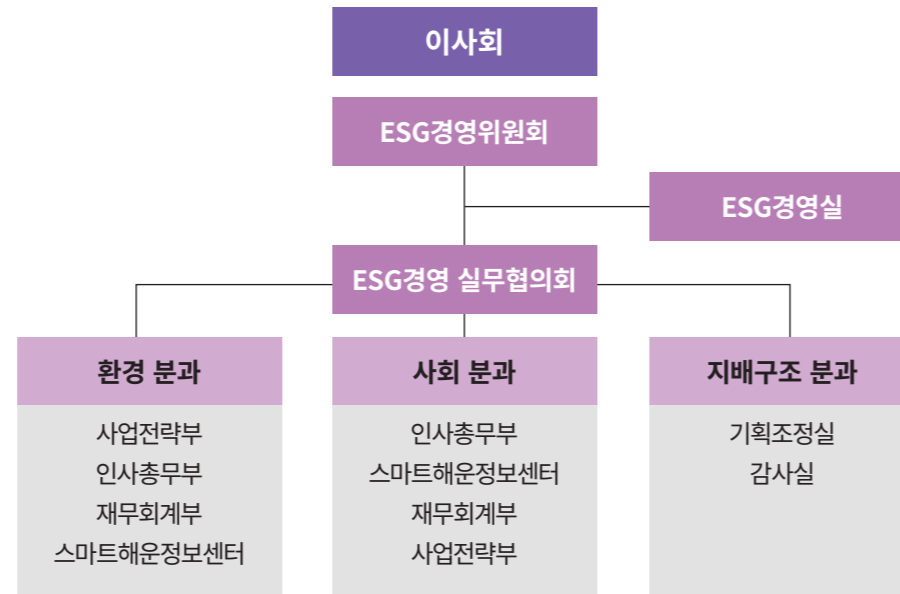 이사회
ESG경영위원회
ESG경영실
ESG경영 실무협의회
환경 분과
사업전략부
인사총무부
재무회계부
스마트해운정보센터
사회 분과
인사총무부
스마트해운정보센터
재무회계부
사업전략부
지배구조 분과
기획조정실
감사실